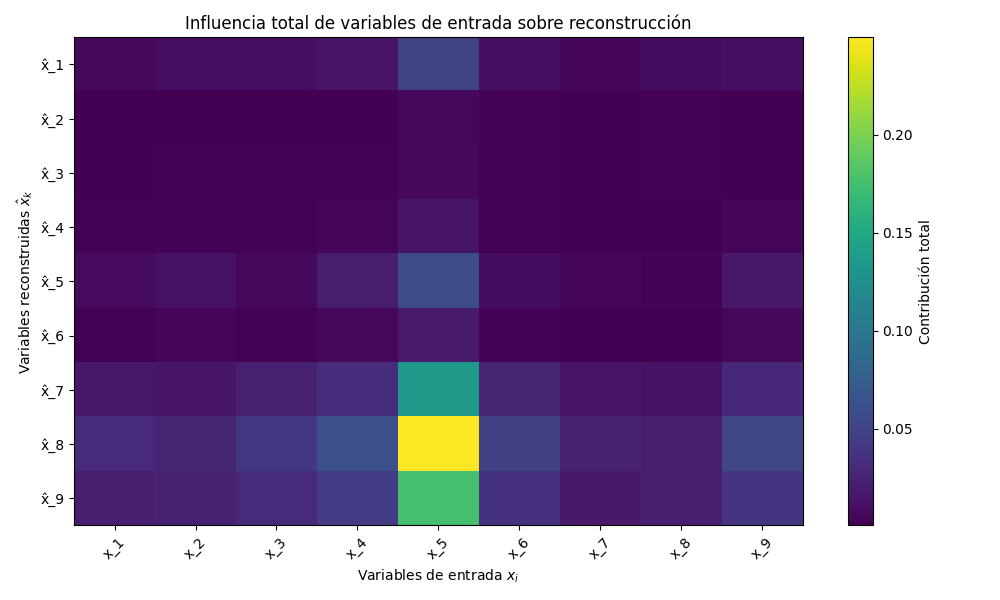 Influencia total de variables de entrada sobre reconstrucción
x̂_1
x̂_2
x̂_3
x̂_4
x̂_5
x̂_6
x̂_7
x̂_8
x̂_9
Variables reconstruidas x̂ₖ
x_1 x_2 x_3 x_4 x_5 x_6 x_7 x_8 x_9
Variables de entrada xᵢ
0.20
0.15
0.10
0.05
Contribución total